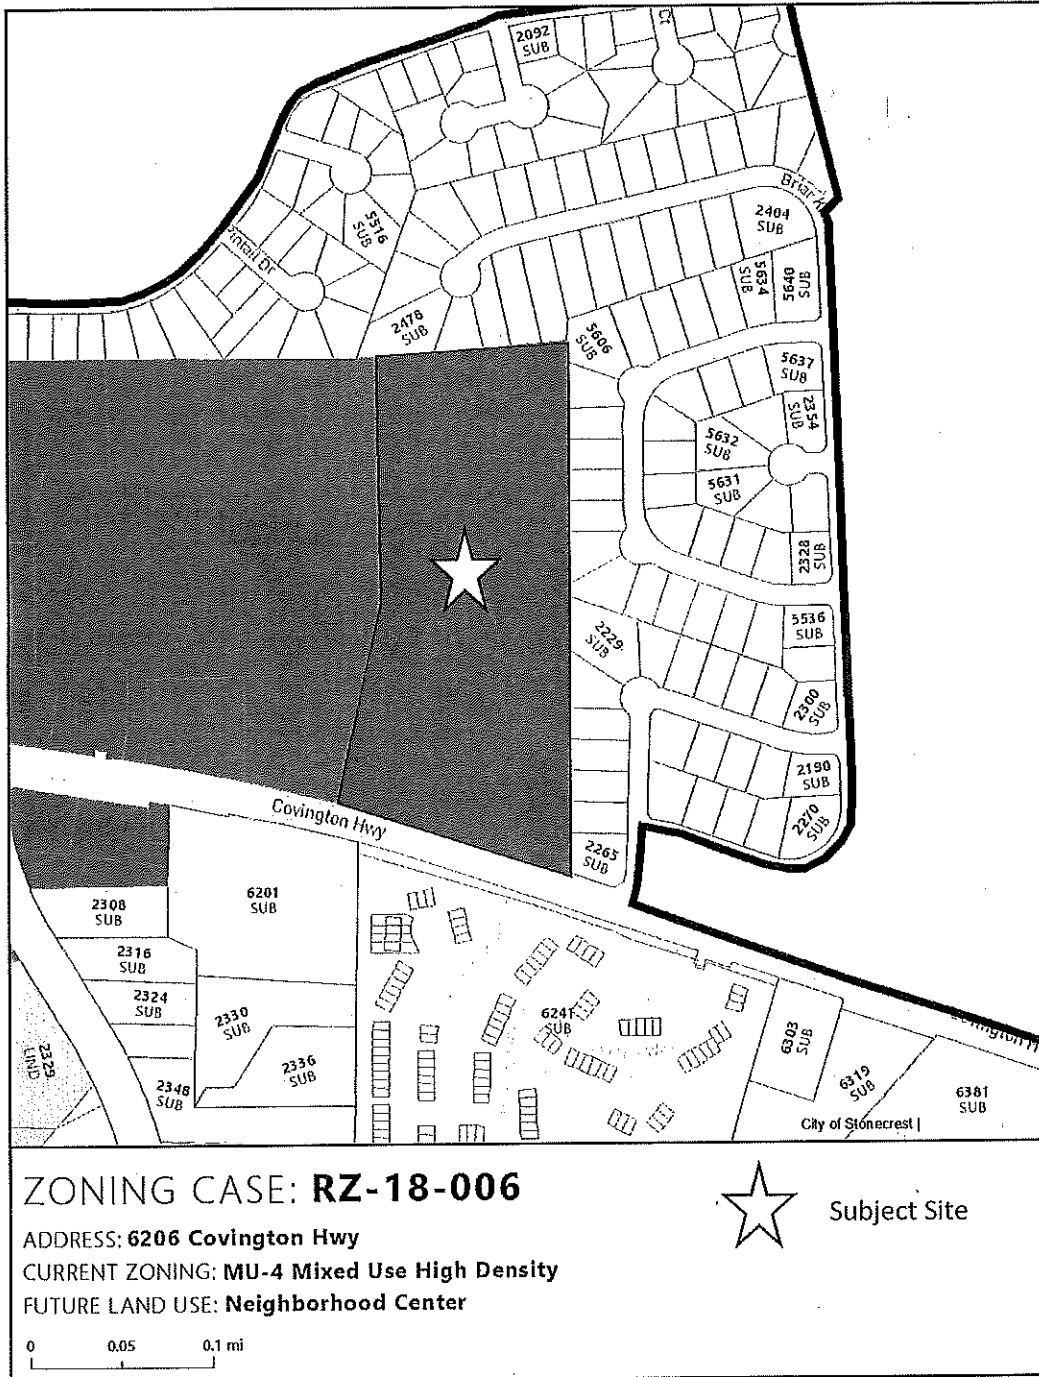 Ct
2092
SUB
Briar
2404
SUB
5516
SUB
Pintail Dr
5634
SUB
5640
SUB
2478
SUB
5606
SUB
5637
SUB
2354
SUB
5632
SUB
5631
SUB
2328
SUB
5536
SUB
2229
SUB
2300
SUB
2190
SUB
2270
SUB
Covington Hwy
2265
SUB
2308
SUB
6201
SUB
2316
SUB
2324
SUB
2330
SUB
6241
SUB
2329
LIND
2336
SUB
2348
SUB
6303
SUB
6319
SUB
6381
SUB
City of Stonecrest |
ZONING CASE: RZ-18-006
Subject Site
ADDRESS: 6206 Covington Hwy
CURRENT ZONING: MU-4 Mixed Use High Density
FUTURE LAND USE: Neighborhood Center
0 0.05 0.1 mi